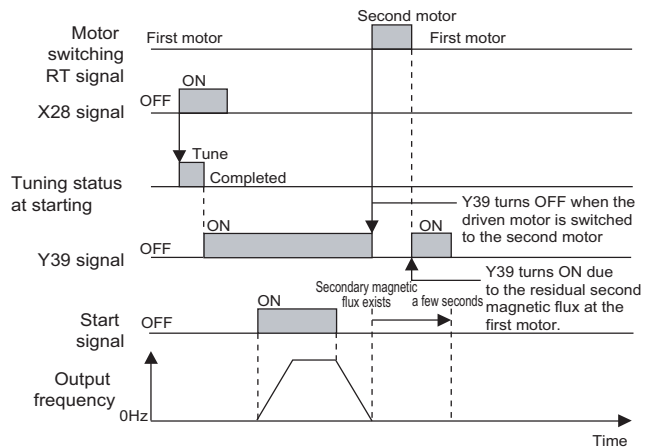 Second motor
Motor
switching
RT signal
First motor
First motor
ON
X28 signal
OFF
Tune
Tuning status
at starting
Completed
Y39 turns OFF when the
driven motor is switched
to the second motor
ON
ON
Y39 signal
OFF
Y39 turns ON due
to the residual second
magnetic flux at the
first motor.
Secondary magnetic
flux exists
a few seconds
ON
Start
signal
OFF
Output
frequency
0Hz
Time